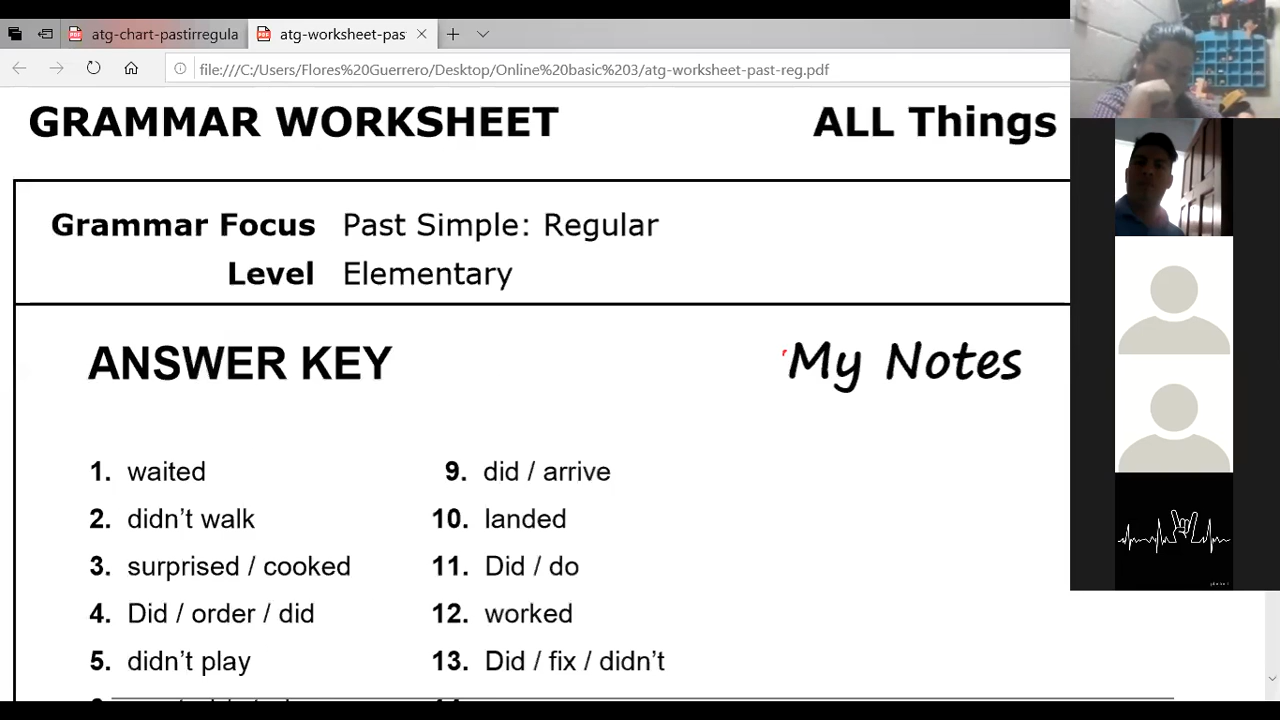 atg-chart-pastirregula
atg-worksheet-pas
file:///C:/Users/Flores%20Guerrero/Desktop/Online%20basic%203/atg-worksheet-past-reg.pdf
GRAMMAR WORKSHEET
ALL Things
Grammar Focus Past Simple: Regular
Level Elementary
ANSWER KEY
My Notes
1. waited
2. didn't walk
3. surprised / cooked
4. Did / order / did
5. didn't play
9. did / arrive
10. landed
11. Did / do
12. worked
13. Did / fix / didn't